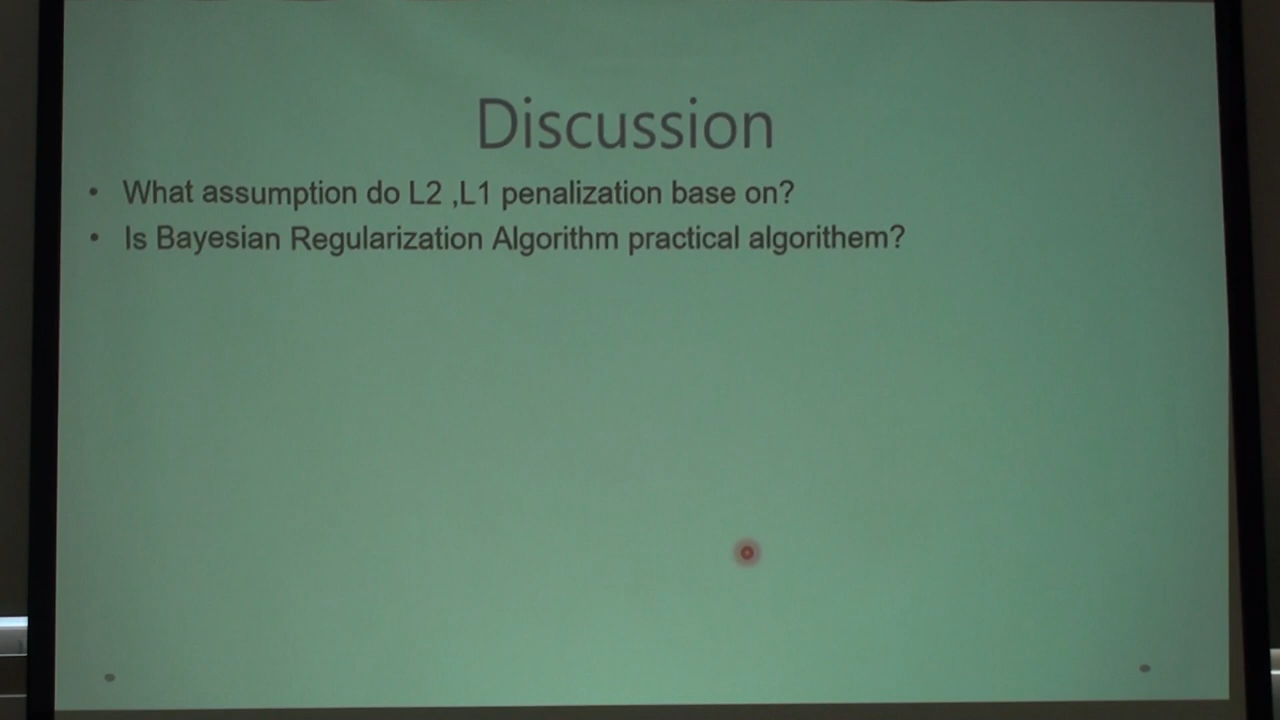 Discussion
• What assumption do L2 ,L1 penalization base on?
• Is Bayesian Regularization Algorithm practical algorithem?